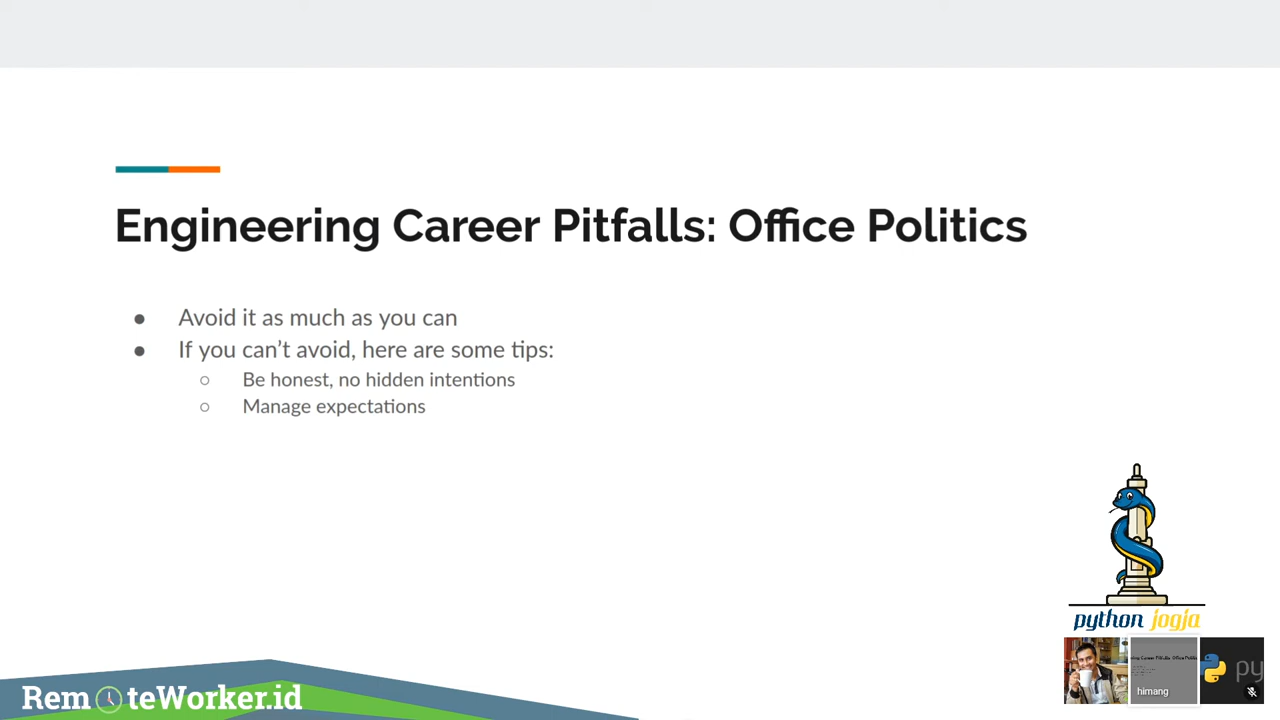 Engineering Career Pitfalls: Office Politics
● Avoid it as much as you can
● If you can’t avoid, here are some tips:
○ Be honest, no hidden intentions
○ Manage expectations
python jogja
himang
py
RemoteWorker.id